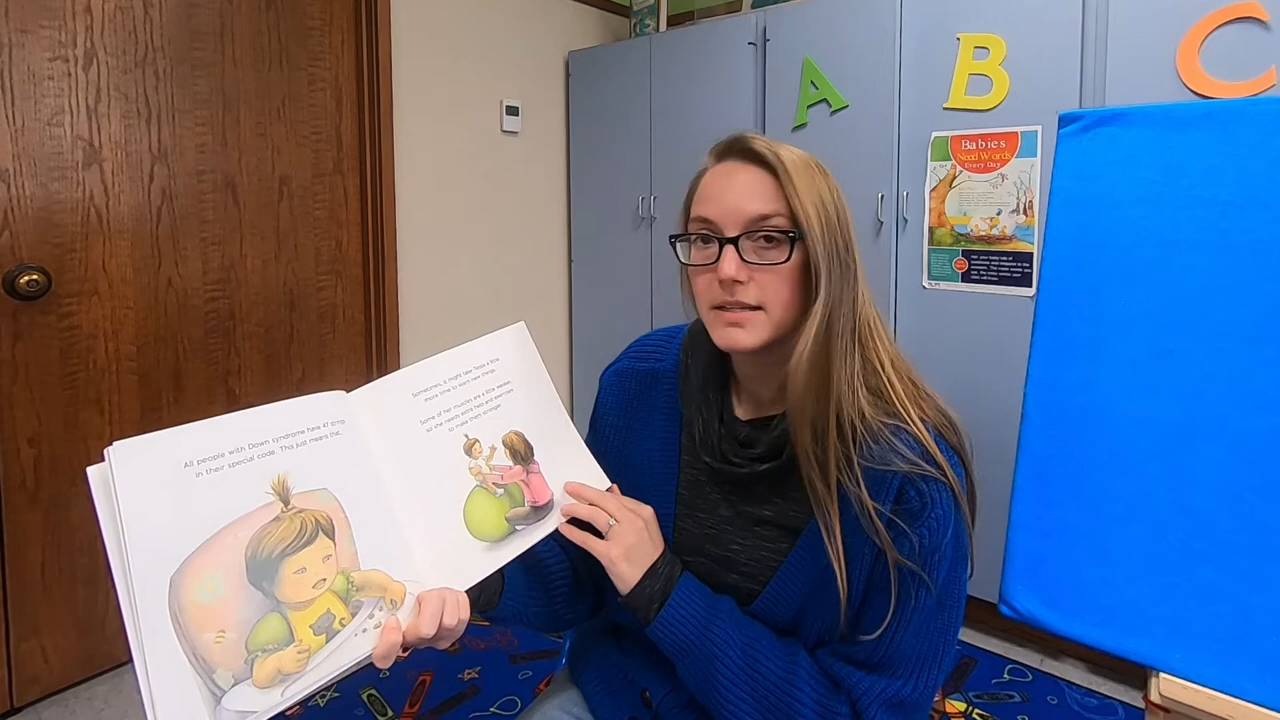 A
B
C
Babies
Need Words
Every Day
All people with Down syndrome have 47 strips
in their special code. This just means that...
Sometimes, it might take Tessa a little
more time to learn new things.
Some of her muscles are a little weaker,
so she needs extra help and exercises
to make them stronger.